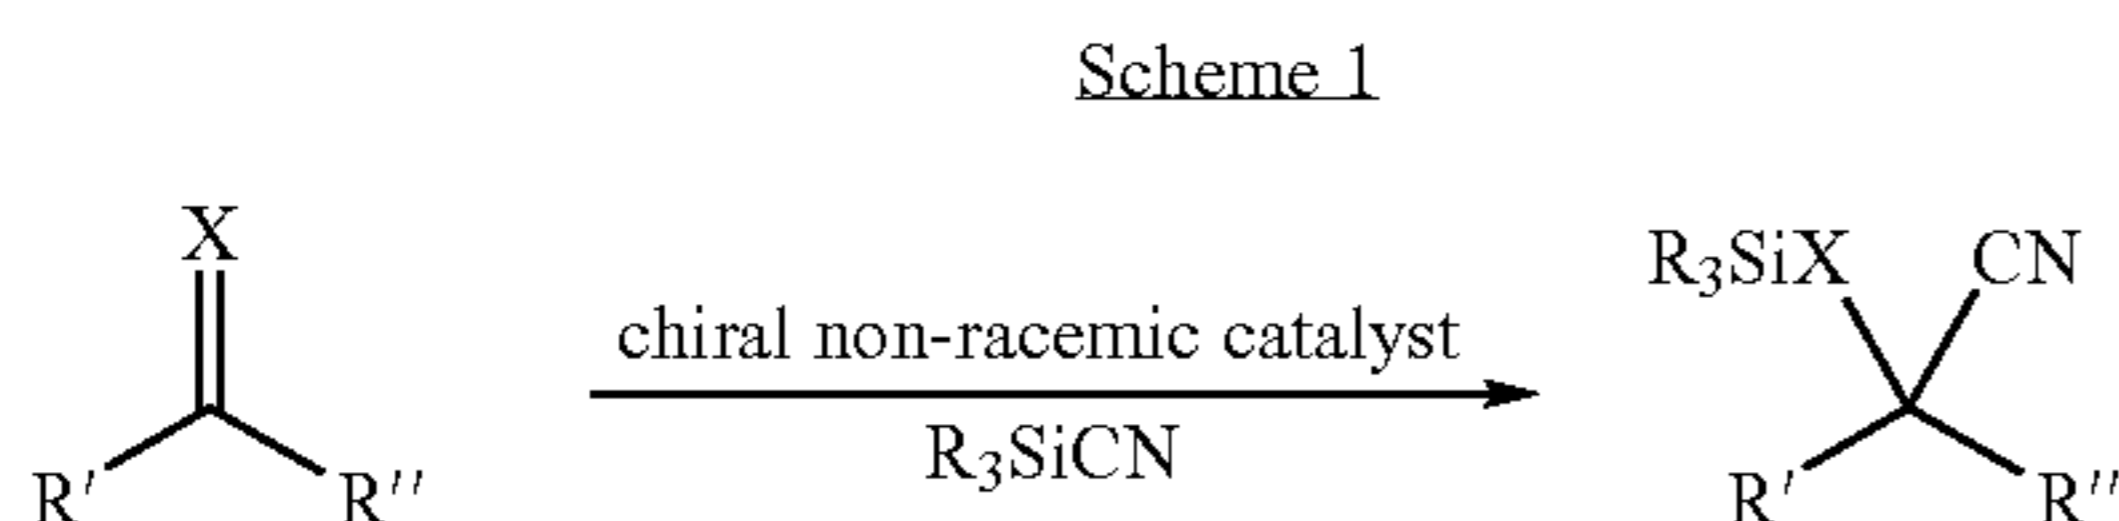 Scheme 1
X
R₃SiX CN
chiral non-racemic catalyst
R₃SiCN
R′ R″ R′ R″